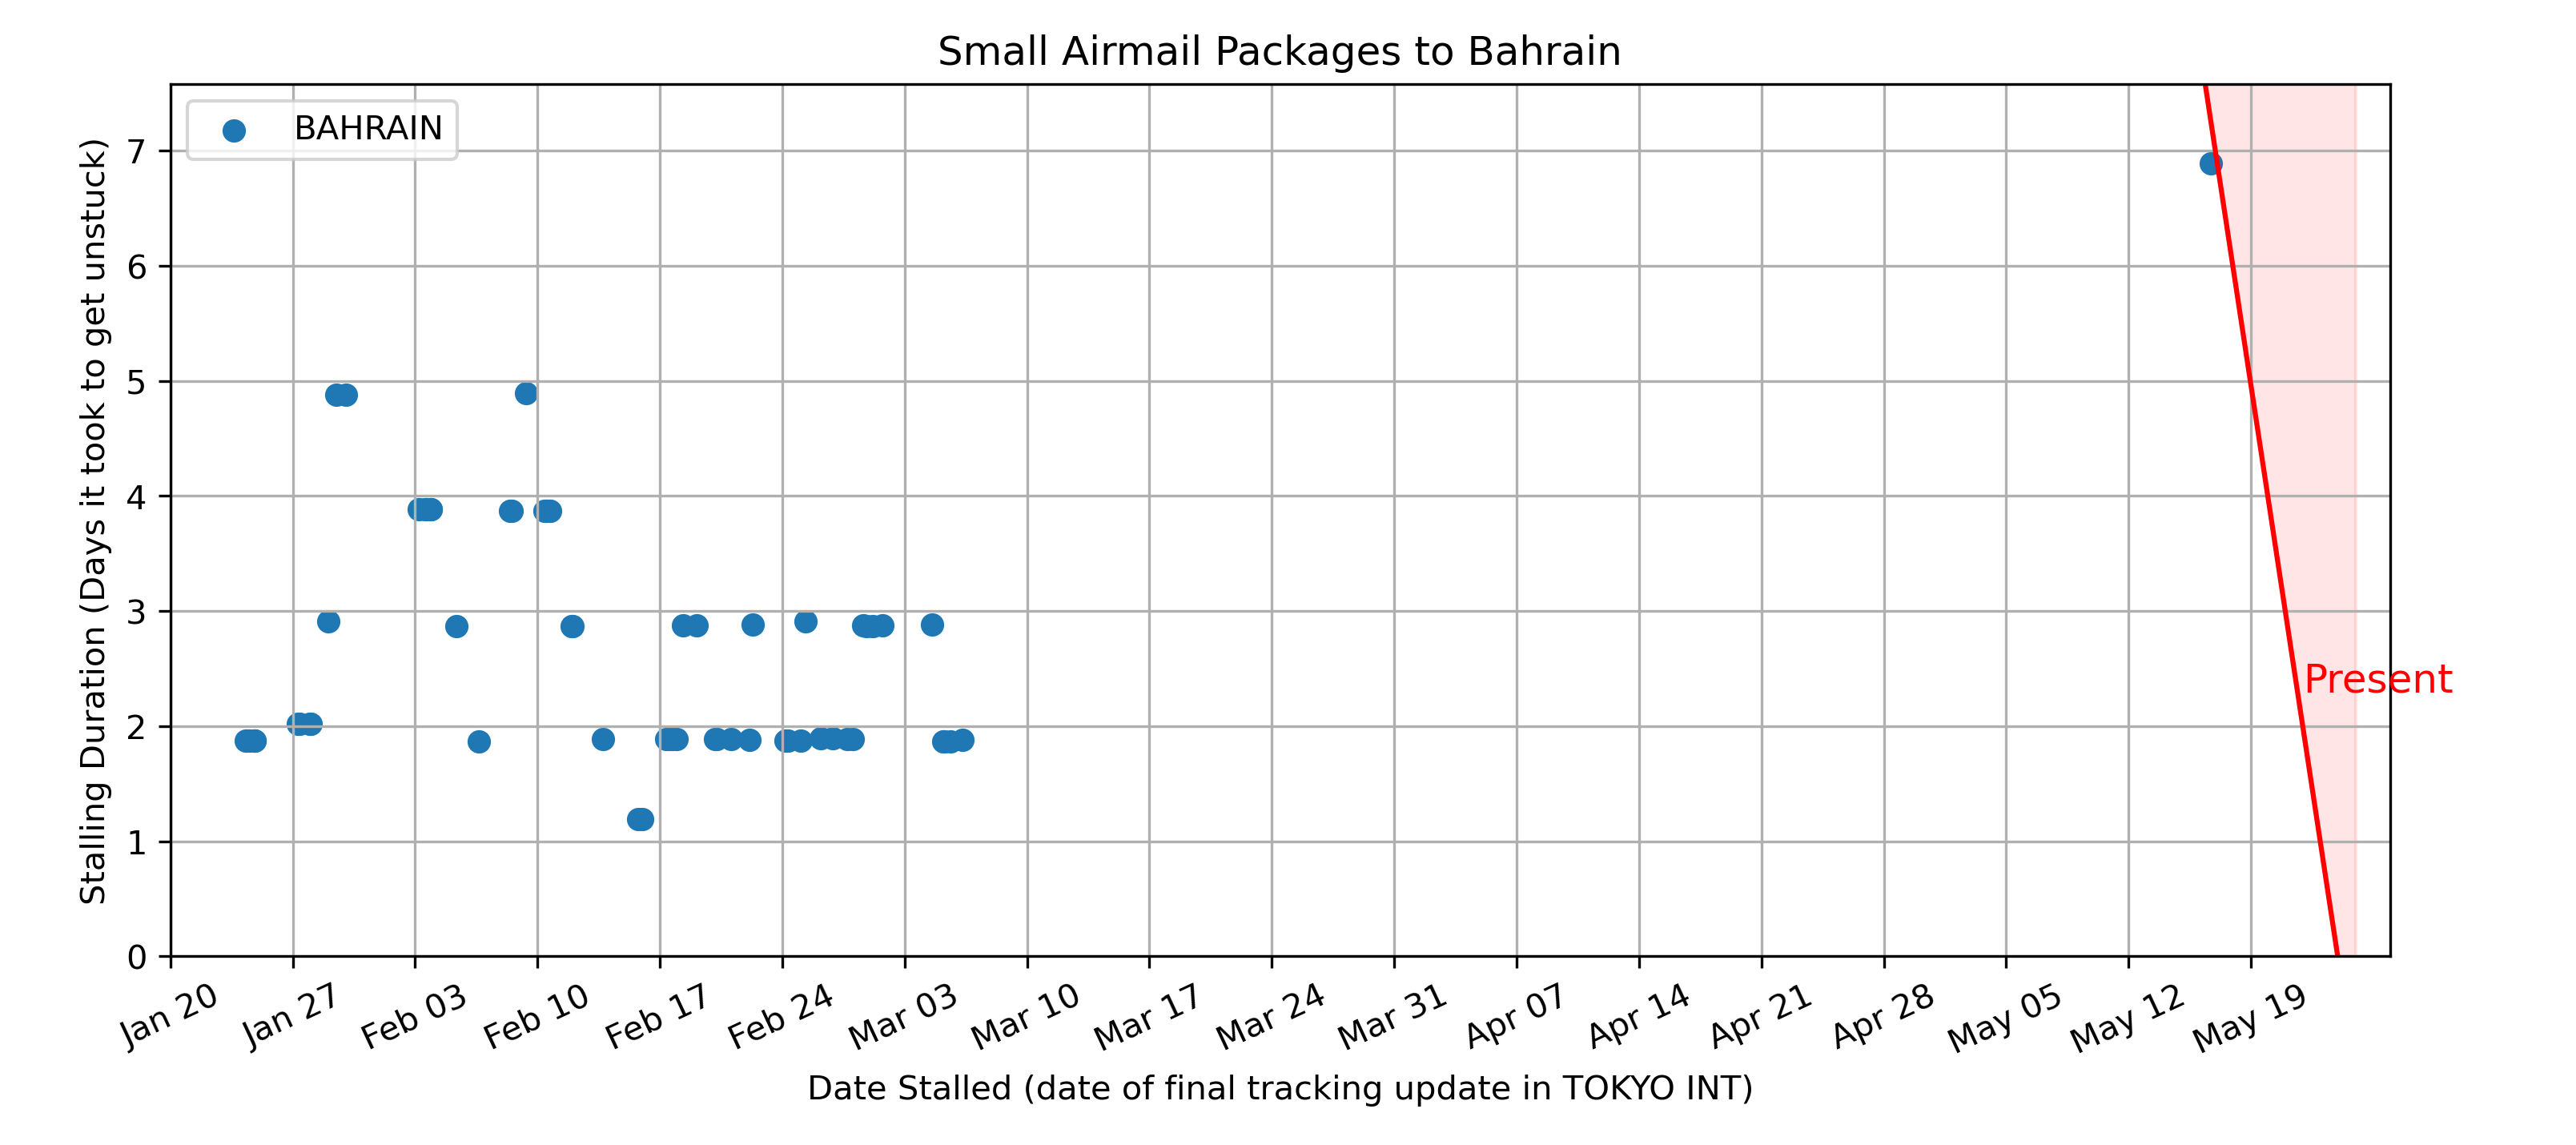 Small Airmail Packages to Bahrain
BAHRAIN
Stalling Duration (Days it took to get unstuck)
7
6
5
4
3
2
1
0
Present
Jan 20
Jan 27
Feb 03
Feb 10
Feb 17
Feb 24
Mar 03
Mar 10
Mar 17
Mar 24
Mar 31
Apr 07
Apr 14
Apr 21
Apr 28
May 05
May 12
May 19
Date Stalled (date of final tracking update in TOKYO INT)